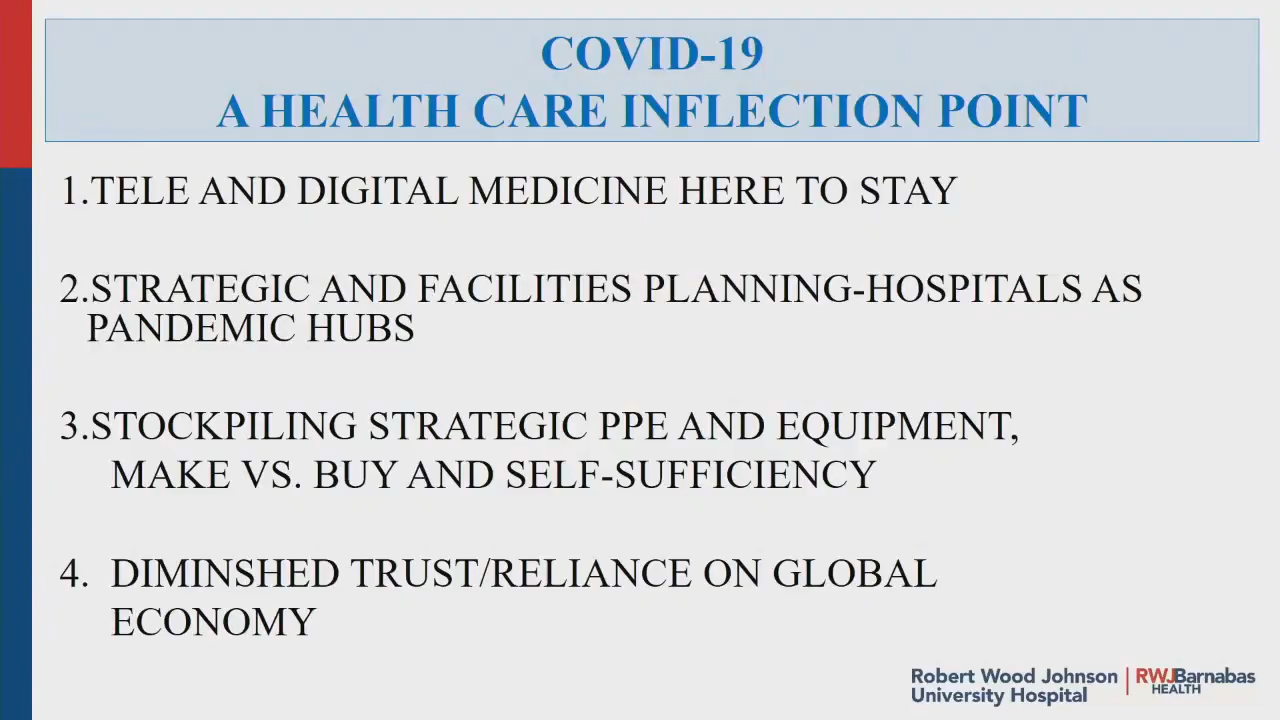 COVID-19
A HEALTH CARE INFLECTION POINT
1.TELE AND DIGITAL MEDICINE HERE TO STAY
2.STRATEGIC AND FACILITIES PLANNING-HOSPITALS AS
PANDEMIC HUBS
3.STOCKPILING STRATEGIC PPE AND EQUIPMENT,
MAKE VS. BUY AND SELF-SUFFICIENCY
4. DIMINSHED TRUST/RELIANCE ON GLOBAL
ECONOMY
Robert Wood Johnson | RWJBarnabas
University Hospital HEALTH